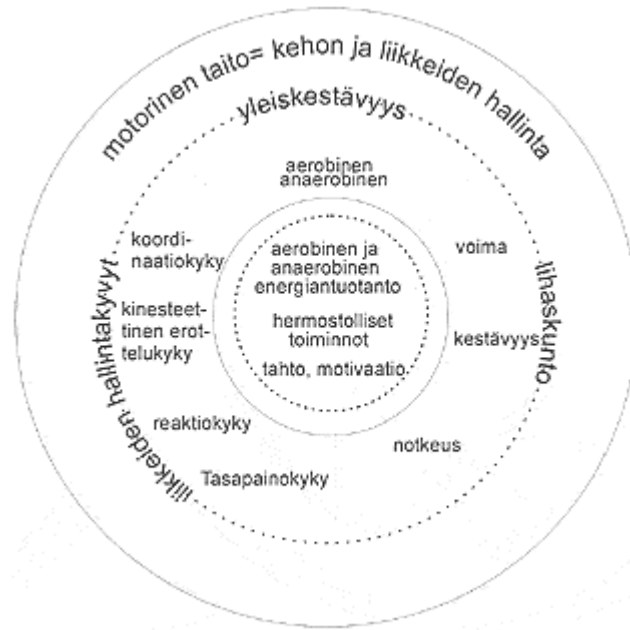 motorinen taito= kehon ja liikkeiden hallinta
yleiskestävyys
aerobinen
anaerobinen
koordi-
naatiokyky
kinesteet-
tinen erot-
telukyky
reaktiokyky
Tasapainokyky
liikkeiden hallintakyvyt
aerobinen ja
anaerobinen
energiantuotanto
hermostolliset
toiminnot
tahto, motivaatio
voima
kestävyys
notkeus
lihaskunto